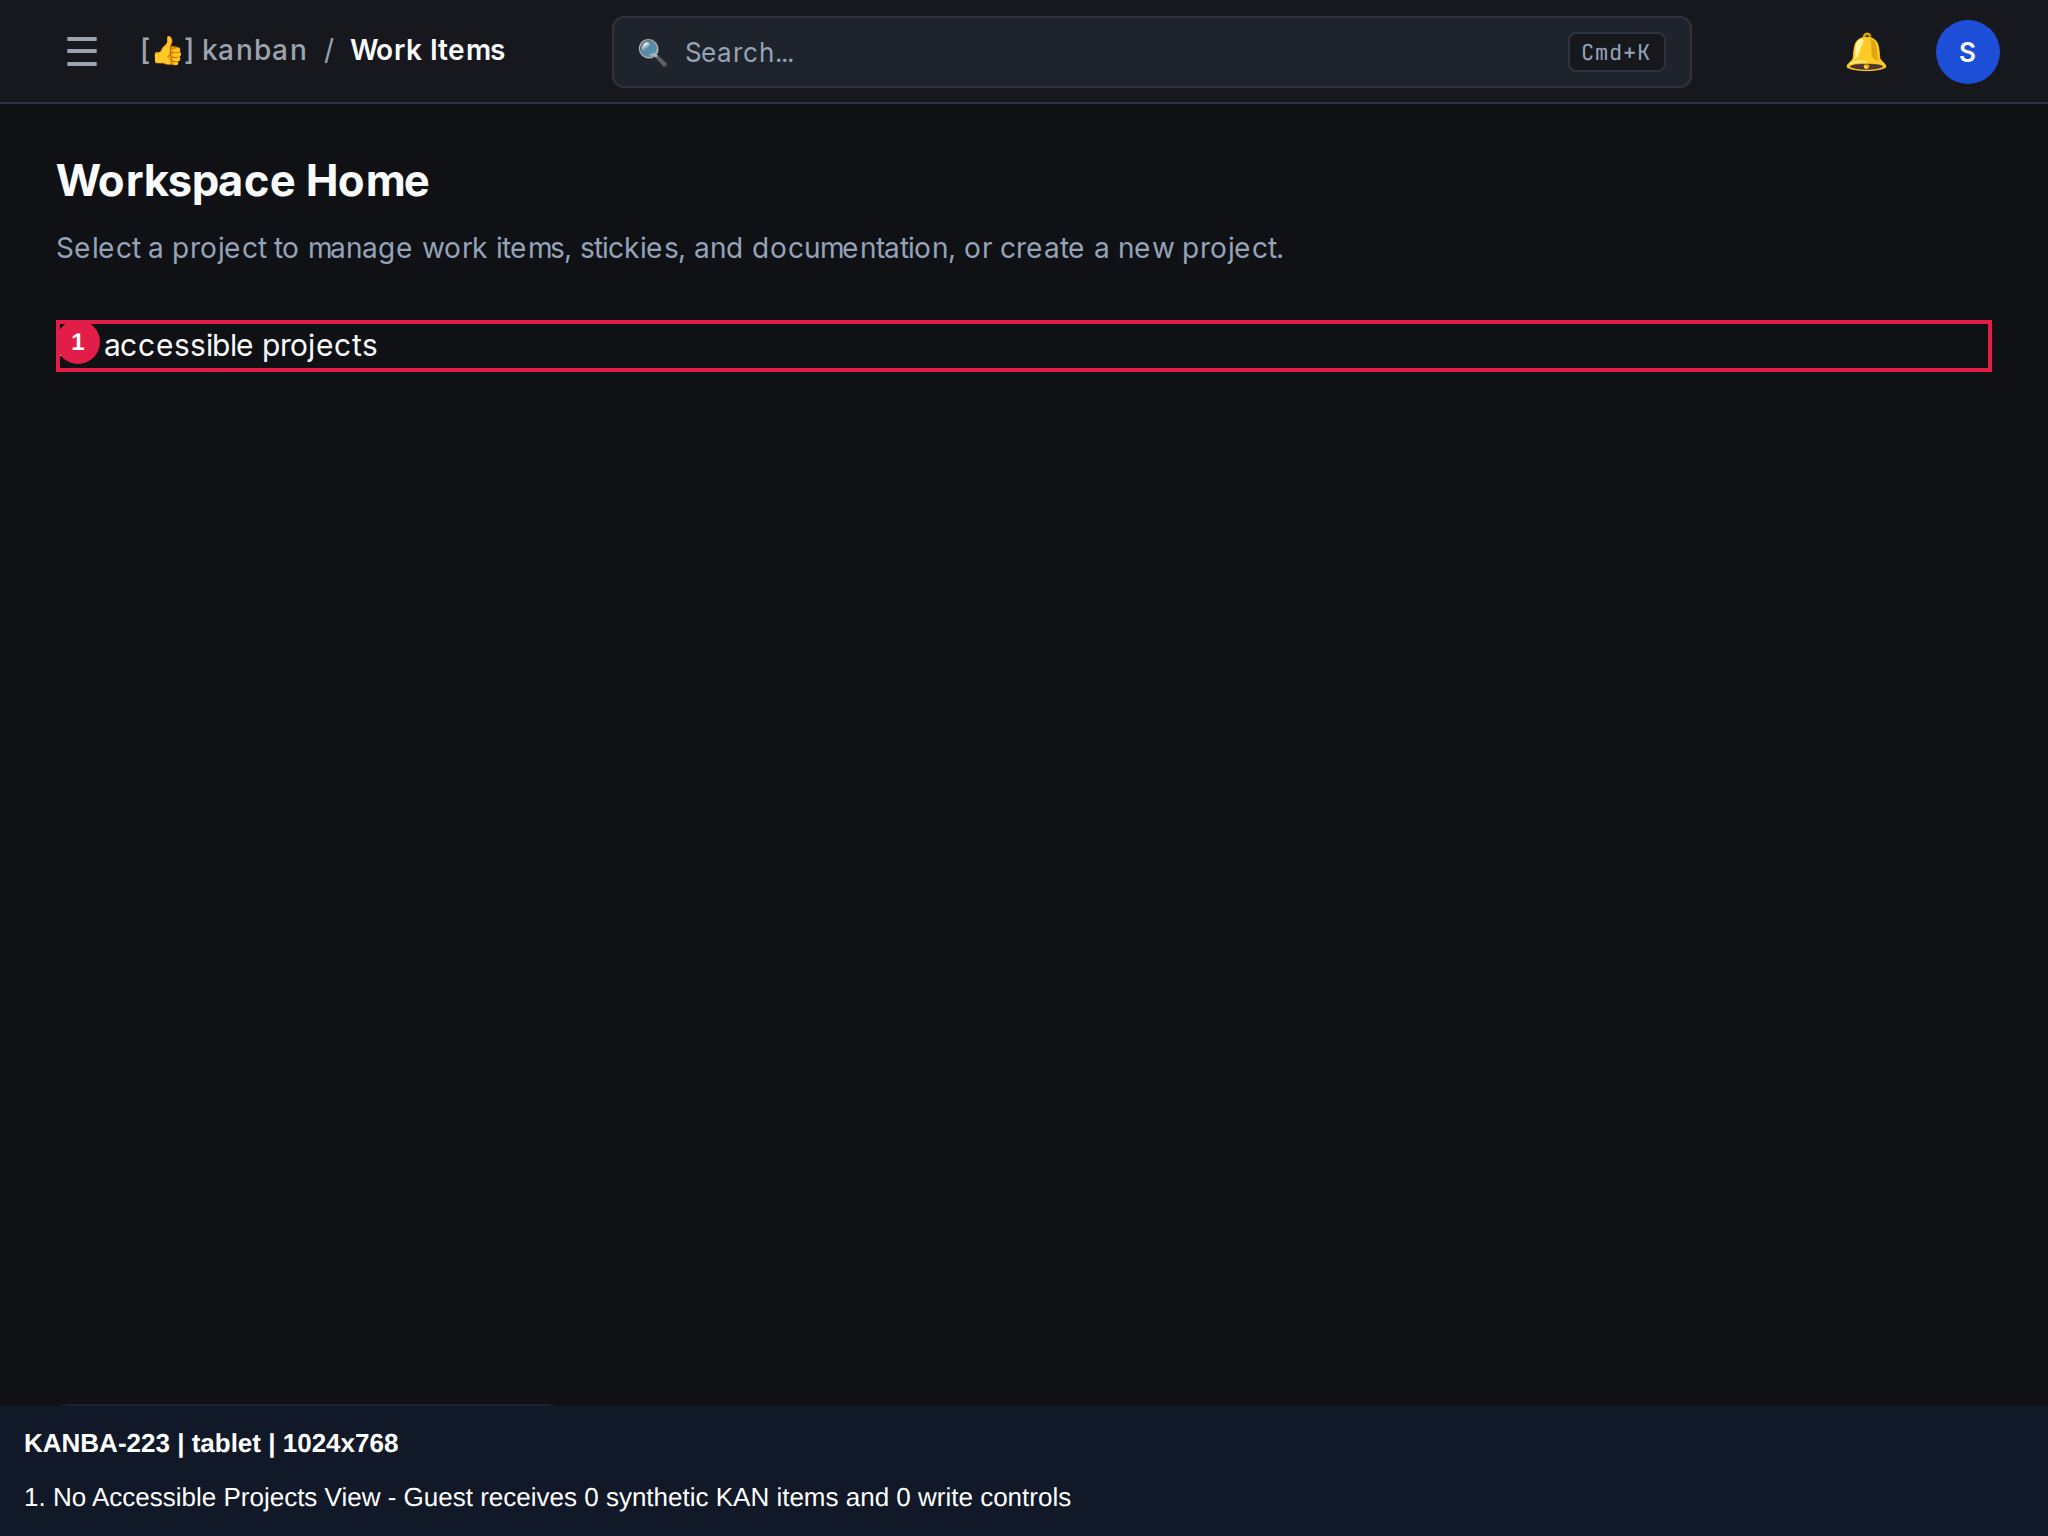 [👍] kanban / Work Items
Search...
Cmd+K
S
Workspace Home
Select a project to manage work items, stickies, and documentation, or create a new project.
1
accessible projects
KANBA-223 | tablet | 1024x768
1. No Accessible Projects View - Guest receives 0 synthetic KAN items and 0 write controls